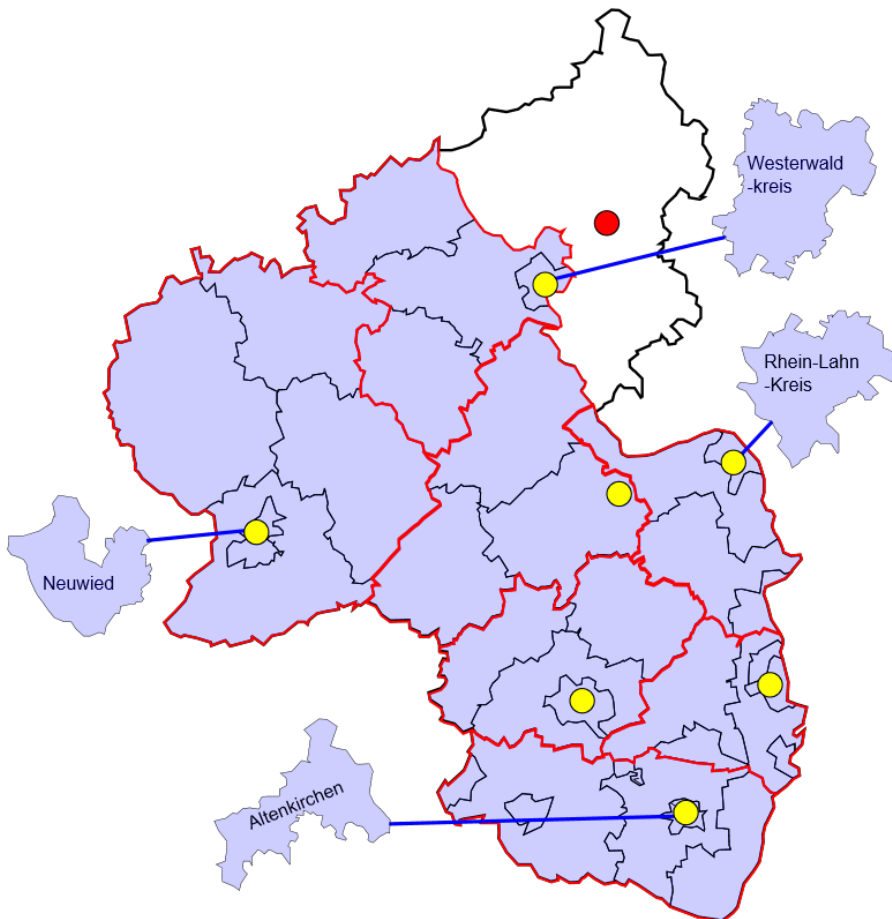 Westerwald
-kreis
Rhein-Lahn
-Kreis
Neuwied
Altenkirchen